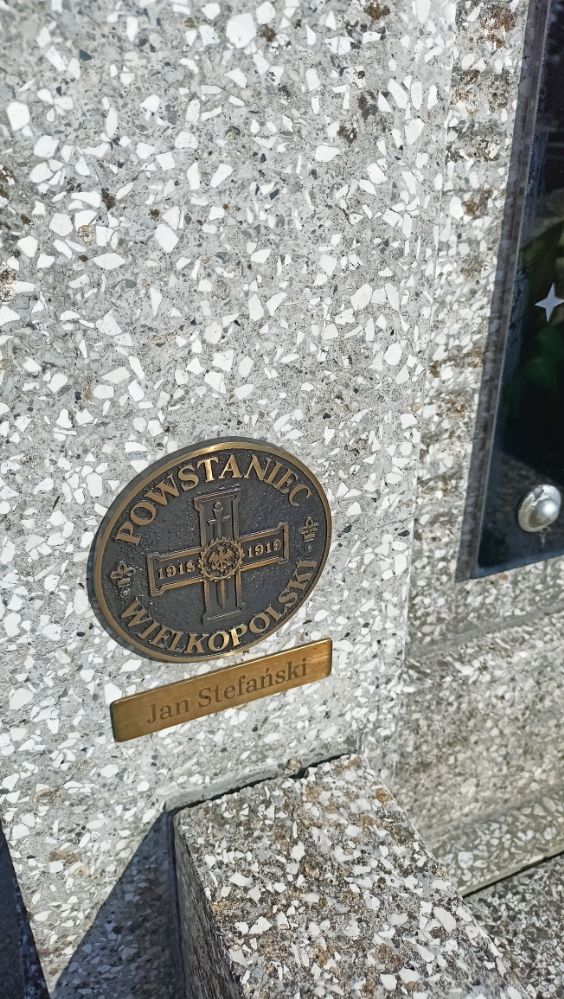 POWSTANIEC
1918 1919
WIELKOPOLSKI
Jan Stefański